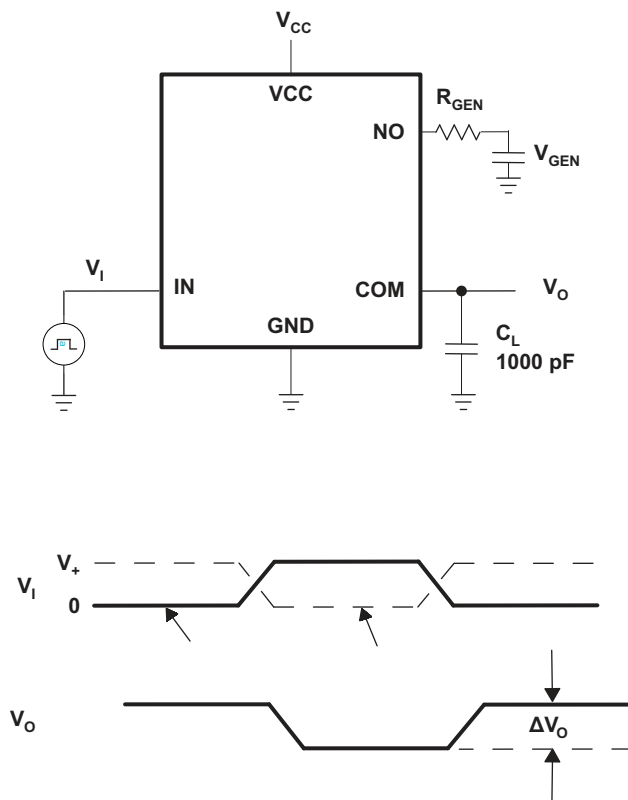 VCC
VCC
RGEN
NO
VGEN
VI
IN
COM
VO
GND
CL
1000 pF
V+
VI
0
VO
ΔVO